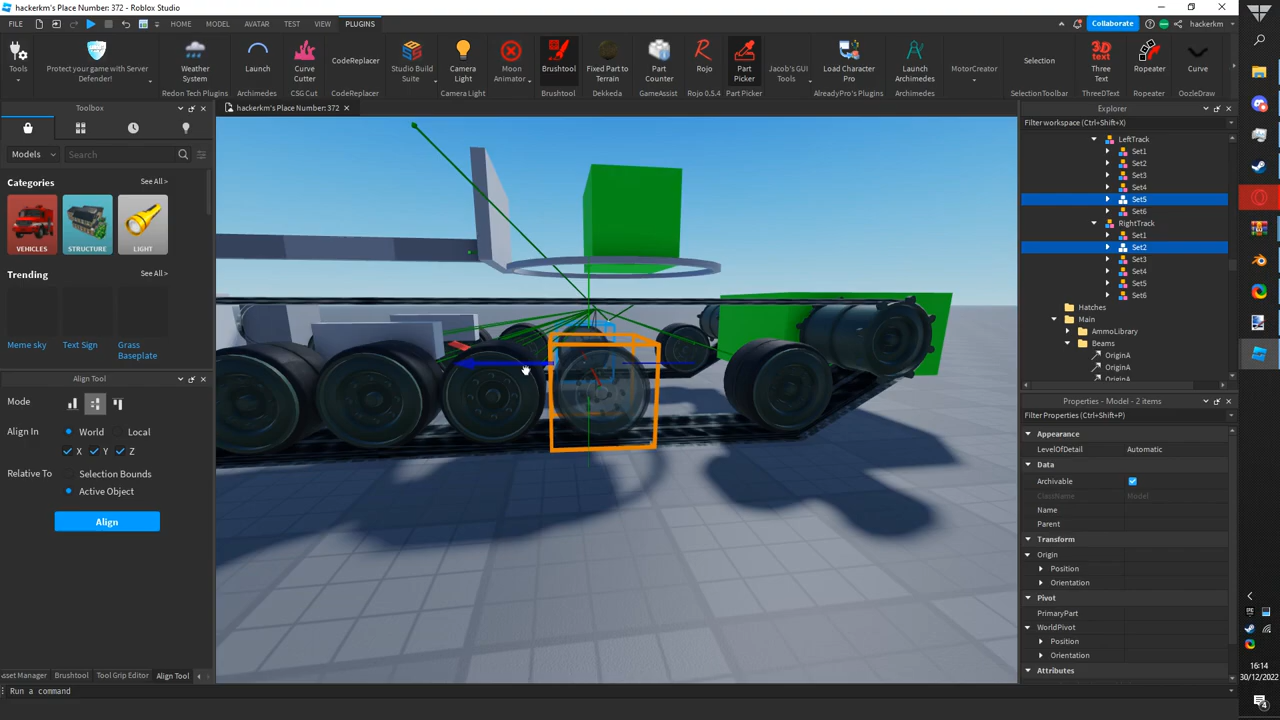 hackerkm's Place Number: 372 - Roblox Studio
FILE
HOME MODEL AVATAR TEST VIEW PLUGINS
Collaborate
hackerkm
Tools
Protect your game with Server Defender!
Weather System
Launch
Curve Cutter
CodeReplacer
Studio Build Suite
Camera Light
Moon Animator
Brushtool
Fixed Part to Terrain
Part Counter
Rojo
Part Picker
Jacob's GUI Tools
Load Character Pro
Launch Archimedes
MotorCreator
Selection
3D
Three Text
Repeater
Curve
Redon Tech Plugins
Archimedes
CSG Cut
CodeReplacer
Camera Light
Brushtool
Dekkeda
GameAssist
Rojo 0.5.4
Part Picker
AlreadyPro's Plugins
Archimedes
SelectionToolbar
ThreeDText
Repeater
OozleDraw
Toolbox
hackerkm's Place Number: 372
Models
Search
Categories
See All >
VEHICLES
STRUCTURE
LIGHT
Trending
See All >
Meme sky
Text Sign
Grass Baseplate
Align Tool
Mode
Align In
World
Local
X Y Z
Relative To
Selection Bounds
Active Object
Align
sset Manager
Brushtool
Tool Grip Editor
Align Tool
Run a command
Explorer
Filter workspace (Ctrl+Shift+X)
LeftTrack
Set1
Set2
Set3
Set4
Set5
Set6
RightTrack
Set1
Set2
Set3
Set4
Set5
Set6
Hatches
Main
AmmoLibrary
Beams
OriginA
OriginA
OriginA
Properties - Model - 2 items
Filter Properties (Ctrl+Shift+P)
Appearance
LevelOfDetail
Automatic
Data
Archivable
ClassName
Model
Name
Parent
Transform
Origin
Position
Orientation
Pivot
PrimaryPart
WorldPivot
Position
Orientation
Attributes
16:14
30/12/2022